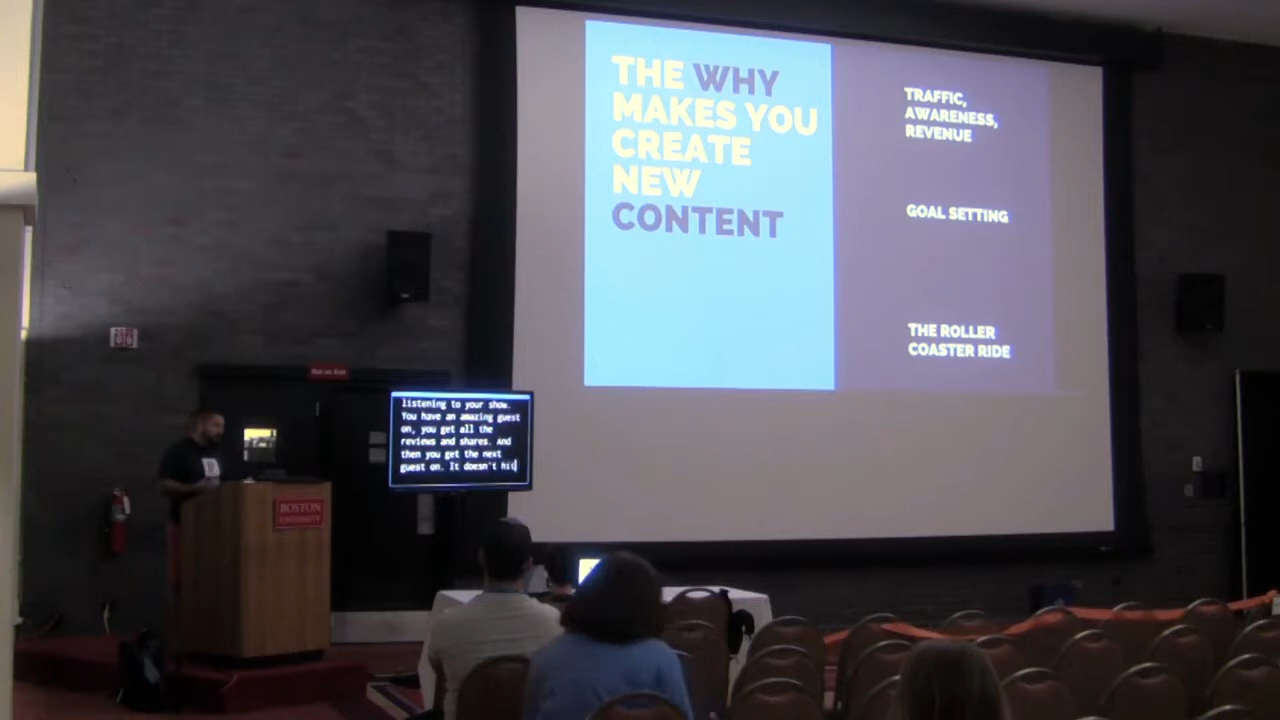 THE WHY
MAKES YOU
CREATE
NEW
CONTENT
TRAFFIC,
AWARENESS,
REVENUE
GOAL SETTING
THE ROLLER
COASTER RIDE
listening to your show.
You have an amazing guest
on, you get all the
reviews and shares. And
then you get the next
guest on. It doesn't hit
BOSTON
UNIVERSITY